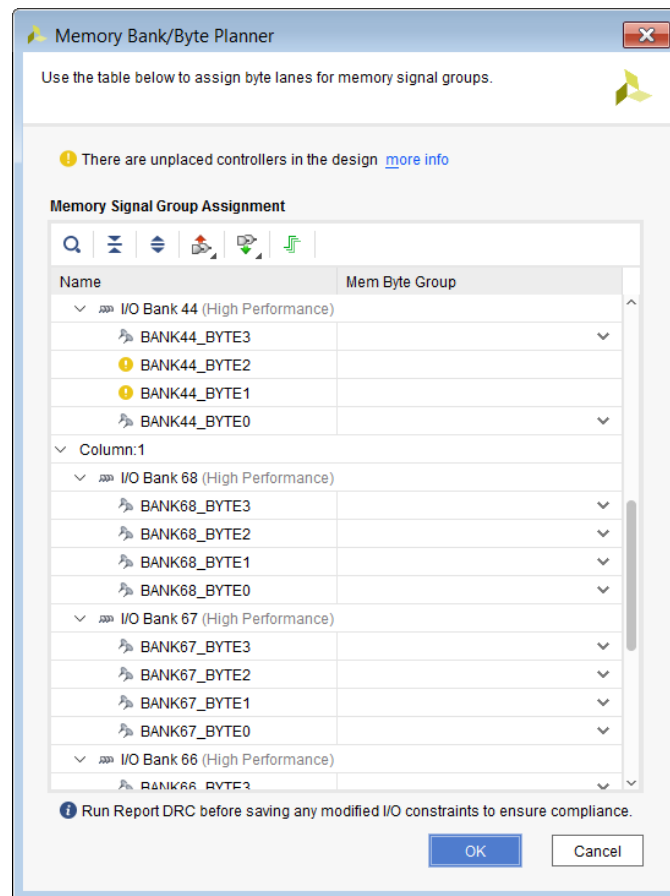 Memory Bank/Byte Planner
Use the table below to assign byte lanes for memory signal groups.
There are unplaced controllers in the design more info
Memory Signal Group Assignment
Name Mem Byte Group
I/O Bank 44 (High Performance)
BANK44_BYTE3
BANK44_BYTE2
BANK44_BYTE1
BANK44_BYTE0
Column:1
I/O Bank 68 (High Performance)
BANK68_BYTE3
BANK68_BYTE2
BANK68_BYTE1
BANK68_BYTE0
I/O Bank 67 (High Performance)
BANK67_BYTE3
BANK67_BYTE2
BANK67_BYTE1
BANK67_BYTE0
I/O Bank 66 (High Performance)
BANK66_BYTE3
Run Report DRC before saving any modified I/O constraints to ensure compliance.
OK Cancel